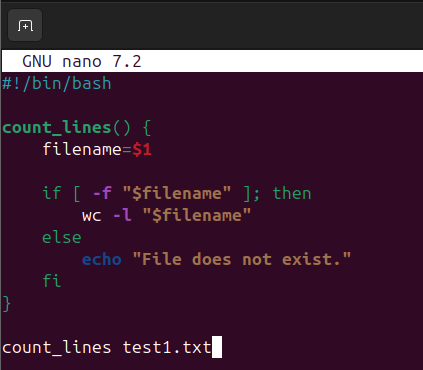 GNU nano 7.2
#!/bin/bash
count_lines() {
    filename=$1
    if [ -f "$filename" ]; then
        wc -l "$filename"
    else
        echo "File does not exist."
    fi
}
count_lines test1.txt